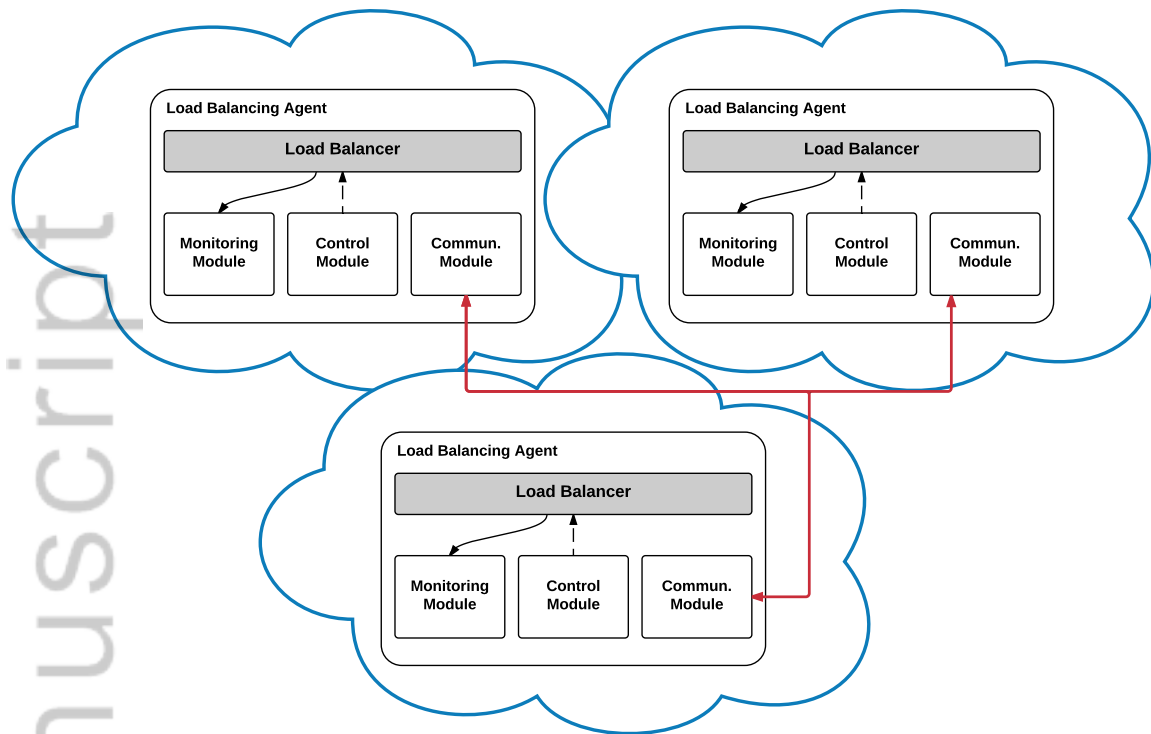 Load Balancing Agent
Load Balancer
Monitoring
Module
Control
Module
Commun.
Module
Load Balancing Agent
Load Balancer
Monitoring
Module
Control
Module
Commun.
Module
Load Balancing Agent
Load Balancer
Monitoring
Module
Control
Module
Commun.
Module
nuscript